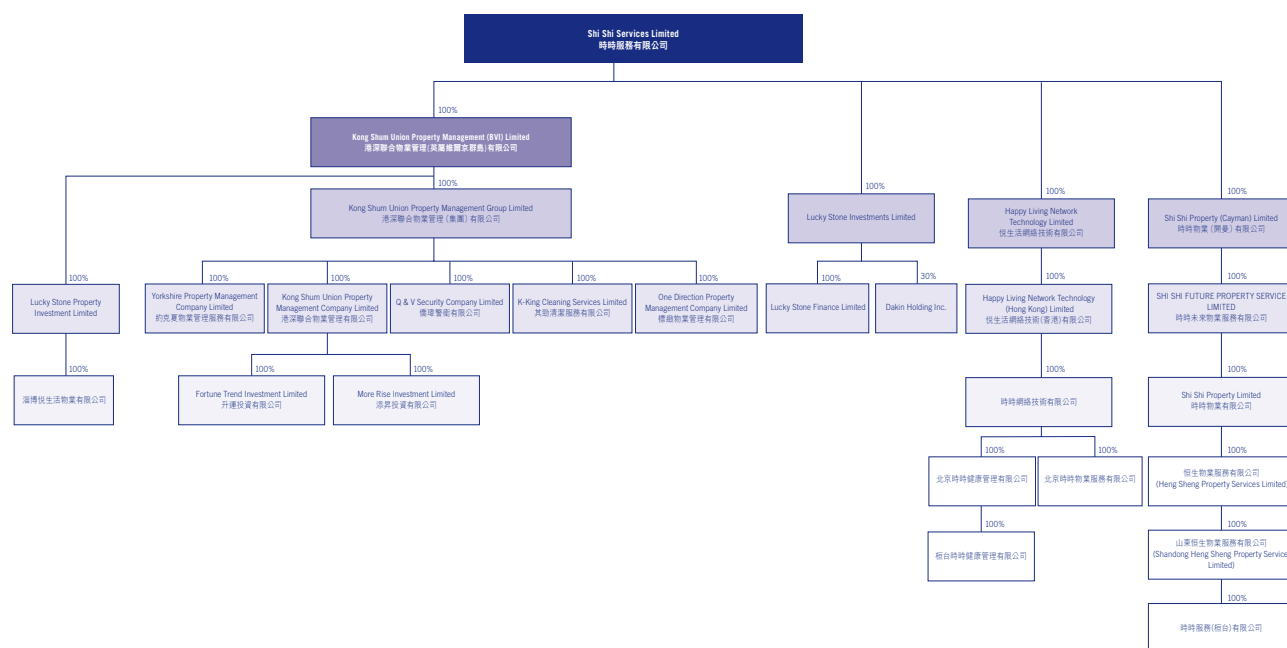 Shi Shi Services Limited
時時服務有限公司
100%
Kong Shum Union Property Management (BVI) Limited
港深聯合物業管理(英屬維爾京群島)有限公司
100%
100%
Kong Shum Union Property Management Group Limited
港深聯合物業管理(集團)有限公司
100%
Lucky Stone Investments Limited
100%
Happy Living Network
Technology Limited
悦生活網絡技術有限公司
100%
Shi Shi Property (Cayman) Limited
時時物業(開曼)有限公司
100%
Lucky Stone Property
Investment Limited
100%
Yorkshire Property Management
Company Limited
約克夏物業管理服務有限公司
100%
Kong Shum Union Property
Management Company Limited
港深聯合物業管理有限公司
100%
Q & V Security Company Limited
僑瑋警衛有限公司
100%
K-King Cleaning Services Limited
其勁清潔服務有限公司
100%
One Direction Property
Management Company Limited
標緻物業管理有限公司
100%
Lucky Stone Finance Limited
30%
Dakin Holding Inc.
100%
Happy Living Network Technology
(Hong Kong) Limited
悦生活網絡技術(香港)有限公司
100%
SHI SHI FUTURE PROPERTY SERVICE
LIMITED
時時未來物業服務有限公司
100%
淄博悦生活物業有限公司
100%
Fortune Trend Investment Limited
升運投資有限公司
100%
More Rise Investment Limited
添昇投資有限公司
100%
時時網絡技術有限公司
100%
Shi Shi Property Limited
時時物業有限公司
100%
北京時時健康管理有限公司
100%
北京時時物業服務有限公司
100%
恒生物業服務有限公司
(Heng Sheng Property Services Limited)
100%
桓台時時健康管理有限公司
100%
山東恒生物業服務有限公司
(Shandong Heng Sheng Property Service
Limited)
100%
時時服務(桓台)有限公司